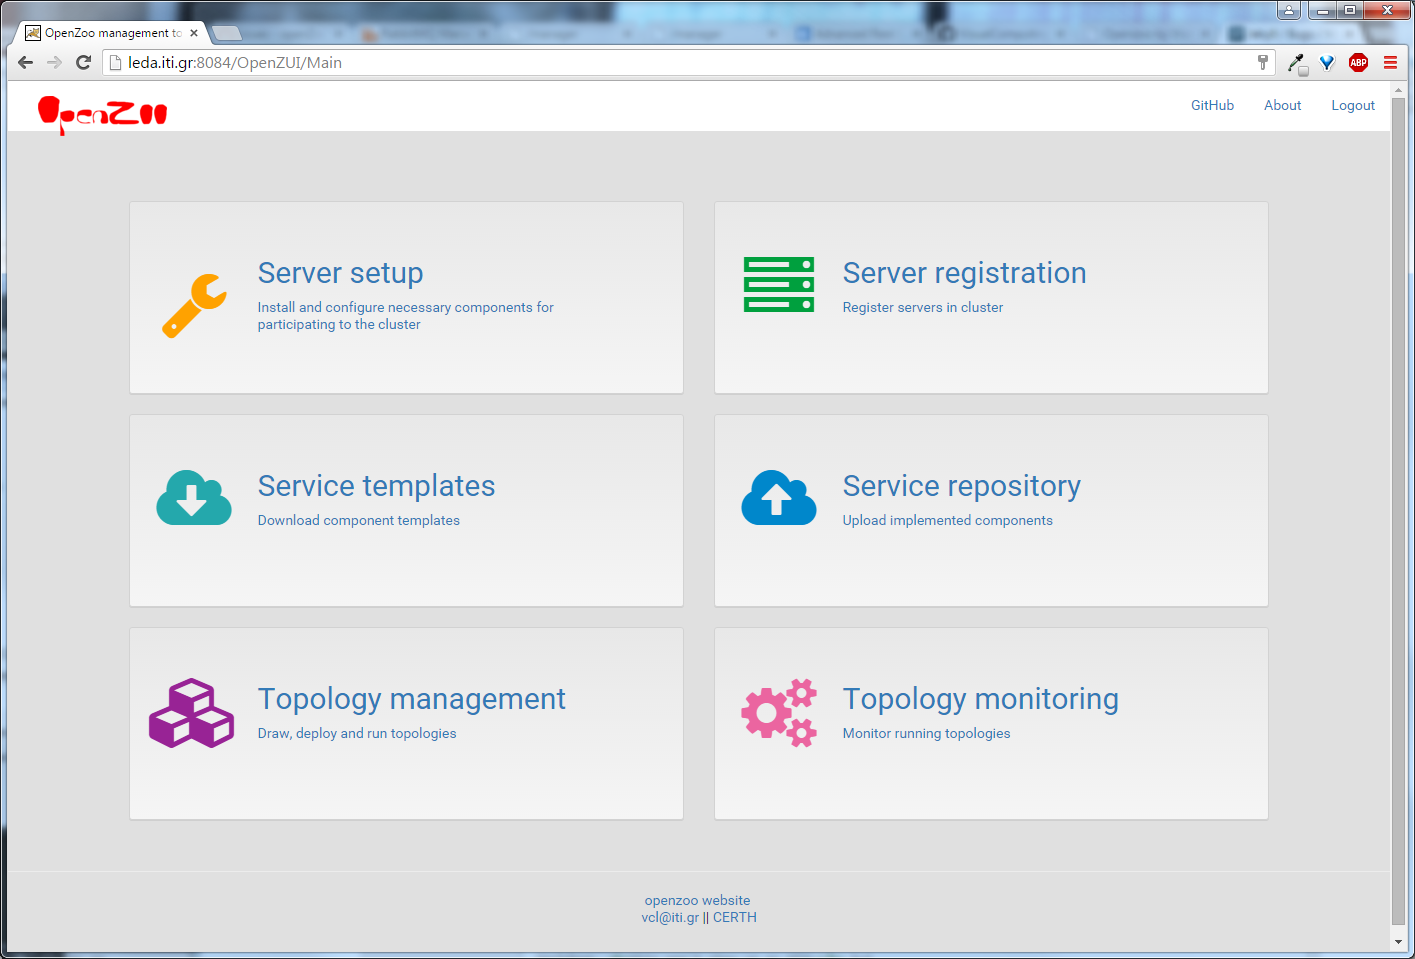 OpenZoo management to
leda.iti.gr:8084/OpenZUI/Main
ABP
OpenZoo
GitHub
About
Logout
Server setup
Install and configure necessary components for
participating to the cluster
Server registration
Register servers in cluster
Service templates
Download component templates
Service repository
Upload implemented components
Topology management
Draw, deploy and run topologies
Topology monitoring
Monitor running topologies
openzoo website
vcl@iti.gr || CERTH